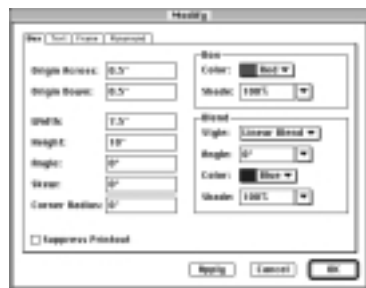 Modify
Box Text Frame Runaround
Origin Across: 0.5"
Origin Down: 0.5"
Width: 7.5"
Height: 10"
Angle: 0°
Skew: 0°
Corner Radius: 0"
Suppress Printout
Box
Color: Red
Shade: 100%
Blend
Style: Linear Blend
Angle: 0°
Color: Blue
Shade: 100%
Apply Cancel OK